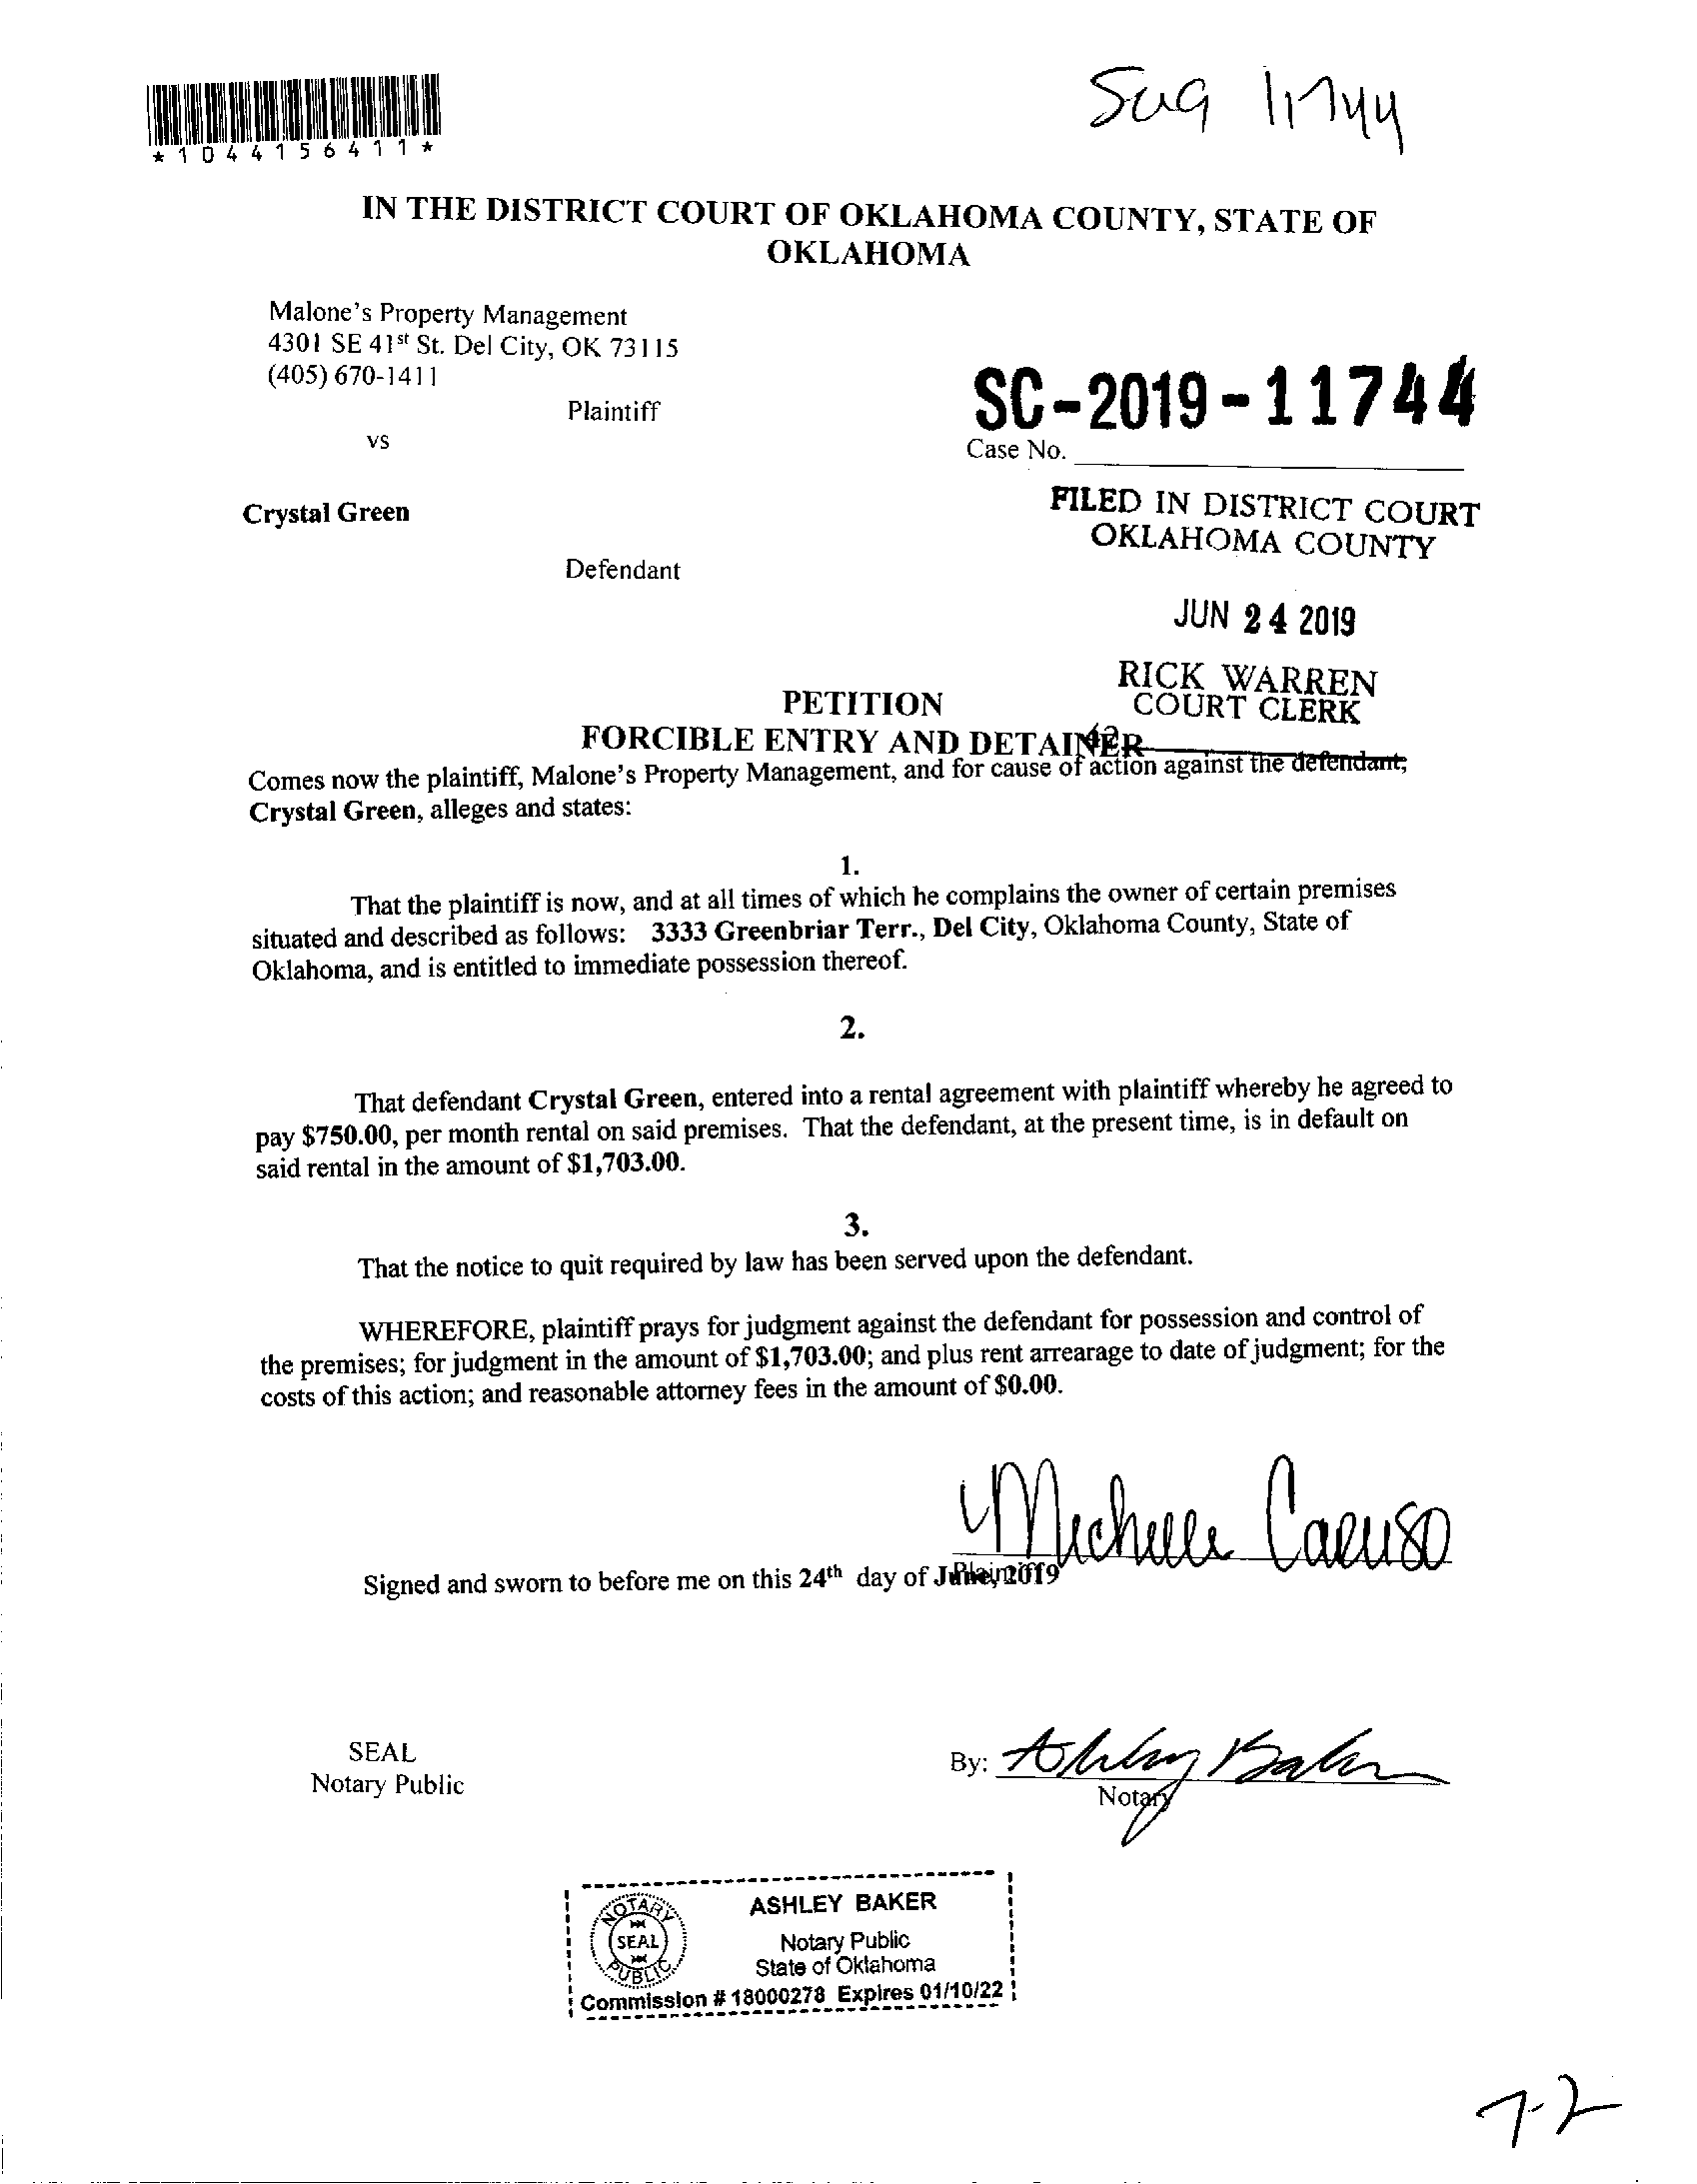 *1044156411*
SC19 11744
IN THE DISTRICT COURT OF OKLAHOMA COUNTY, STATE OF
OKLAHOMA
Malone's Property Management
4301 SE 41st St. Del City, OK 73115
(405) 670-1411
Plaintiff
vs
SC-2019-11744
Case No.
Crystal Green
Defendant
FILED IN DISTRICT COURT
OKLAHOMA COUNTY
JUN 24 2019
RICK WARREN
COURT CLERK
42
PETITION
FORCIBLE ENTRY AND DETAINER
Comes now the plaintiff, Malone's Property Management, and for cause of action against the defendant,
Crystal Green, alleges and states:
1.
That the plaintiff is now, and at all times of which he complains the owner of certain premises
situated and described as follows: 3333 Greenbriar Terr., Del City, Oklahoma County, State of
Oklahoma, and is entitled to immediate possession thereof.
2.
That defendant Crystal Green, entered into a rental agreement with plaintiff whereby he agreed to
pay $750.00, per month rental on said premises. That the defendant, at the present time, is in default on
said rental in the amount of $1,703.00.
3.
That the notice to quit required by law has been served upon the defendant.
WHEREFORE, plaintiff prays for judgment against the defendant for possession and control of
the premises; for judgment in the amount of $1,703.00; and plus rent arrearage to date of judgment; for the
costs of this action; and reasonable attorney fees in the amount of $0.00.
Michelle Caruso
Plaintiff
Signed and sworn to before me on this 24th day of June, 2019
SEAL
Notary Public
By: Ashley Baker
Notary
NOTARY
SEAL
PUBLIC
ASHLEY BAKER
Notary Public
State of Oklahoma
Commission # 18000278 Expires 01/10/22
7-2